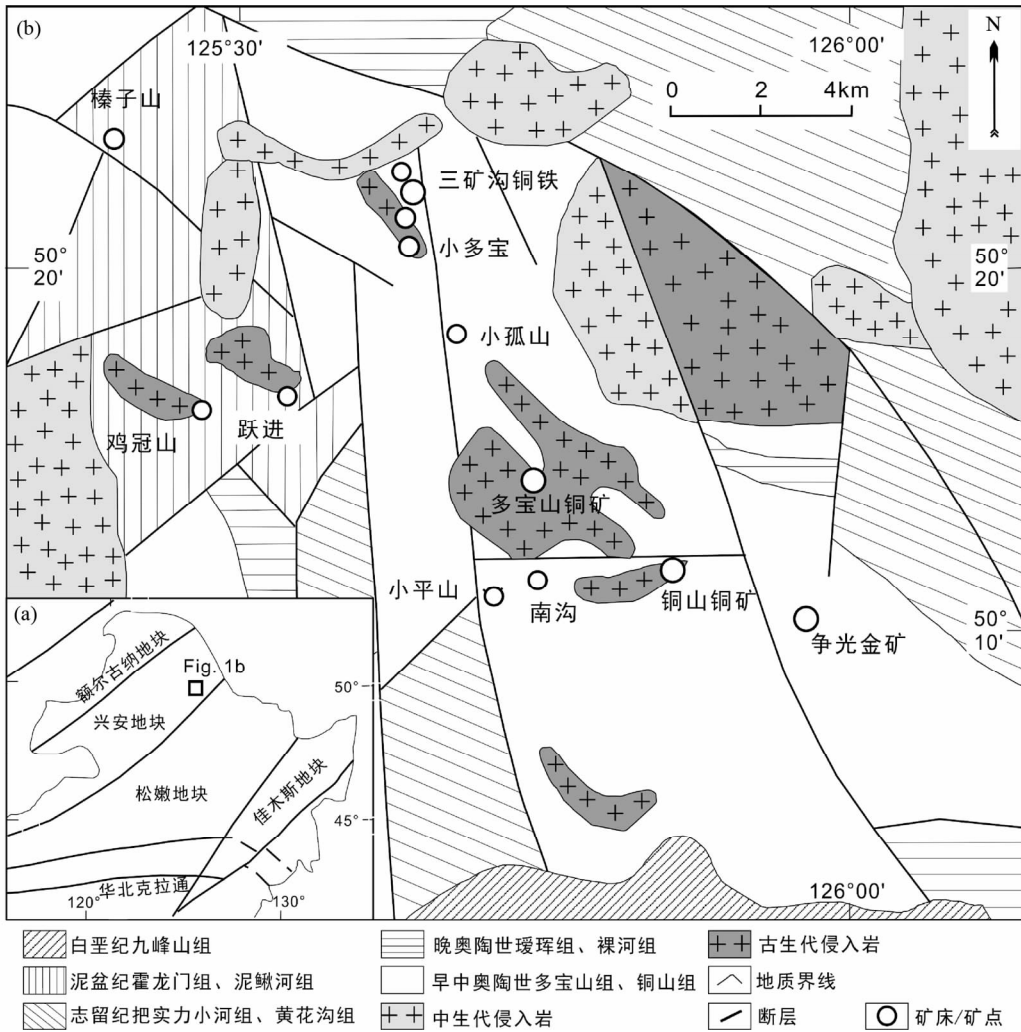 (b)
125°30'
126°00'
N
0 2 4km
榛子山
三矿沟铜铁
小多宝
50°
20'
50°
20'
小孤山
鸡冠山
跃进
多宝山铜矿
小平山
南沟
铜山铜矿
争光金矿
50°
10'
(a)
额尔古纳地块
Fig. 1b
兴安地块
松嫩地块
佳木斯地块
华北克拉通
50°
45°
120°
130°
126°00'
白垩纪九峰山组
晚奥陶世瑷珲组、裸河组
古生代侵入岩
泥盆纪霍龙门组、泥鳅河组
早中奥陶世多宝山组、铜山组
地质界线
志留纪把实力小河组、黄花沟组
中生代侵入岩
断层
矿床/矿点